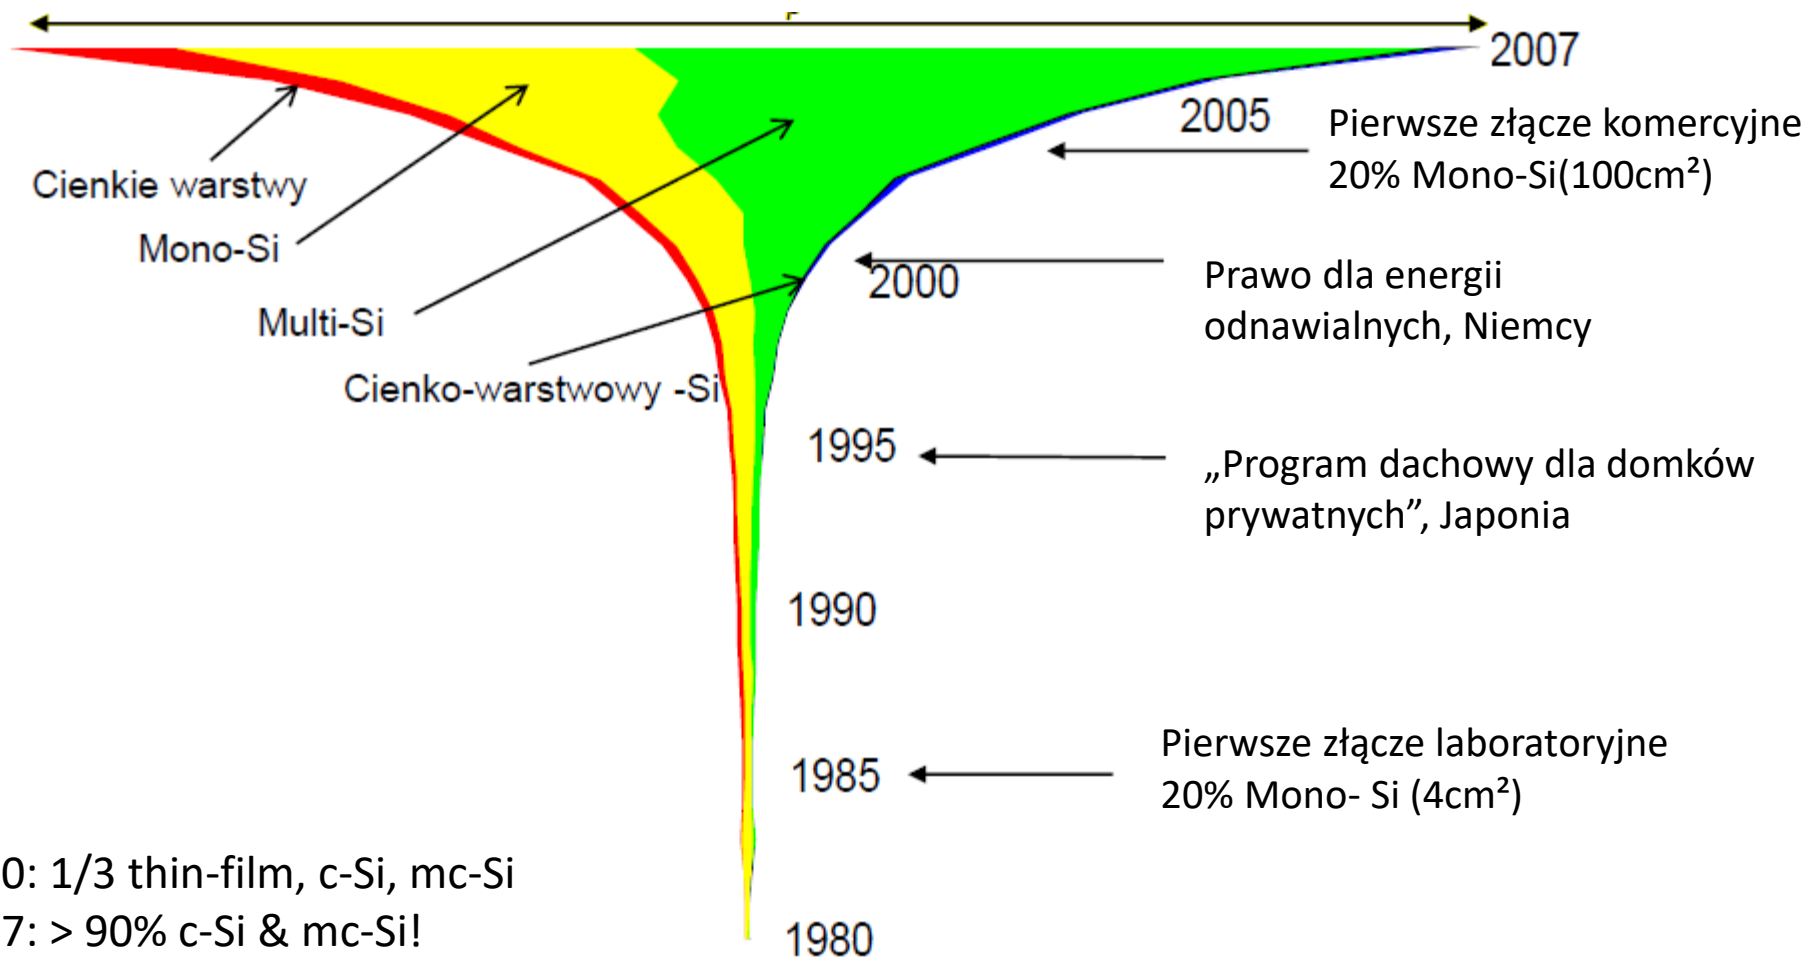 2007
2005
Pierwsze złącze komercyjne
20% Mono-Si(100cm²)
Cienkie warstwy
Mono-Si
Multi-Si
Cienko-warstwowy -Si
2000
Prawo dla energii
odnawialnych, Niemcy
1995
„Program dachowy dla domków
prywatnych”, Japonia
1990
1985
Pierwsze złącze laboratoryjne
20% Mono- Si (4cm²)
0: 1/3 thin-film, c-Si, mc-Si
7: > 90% c-Si & mc-Si!
1980